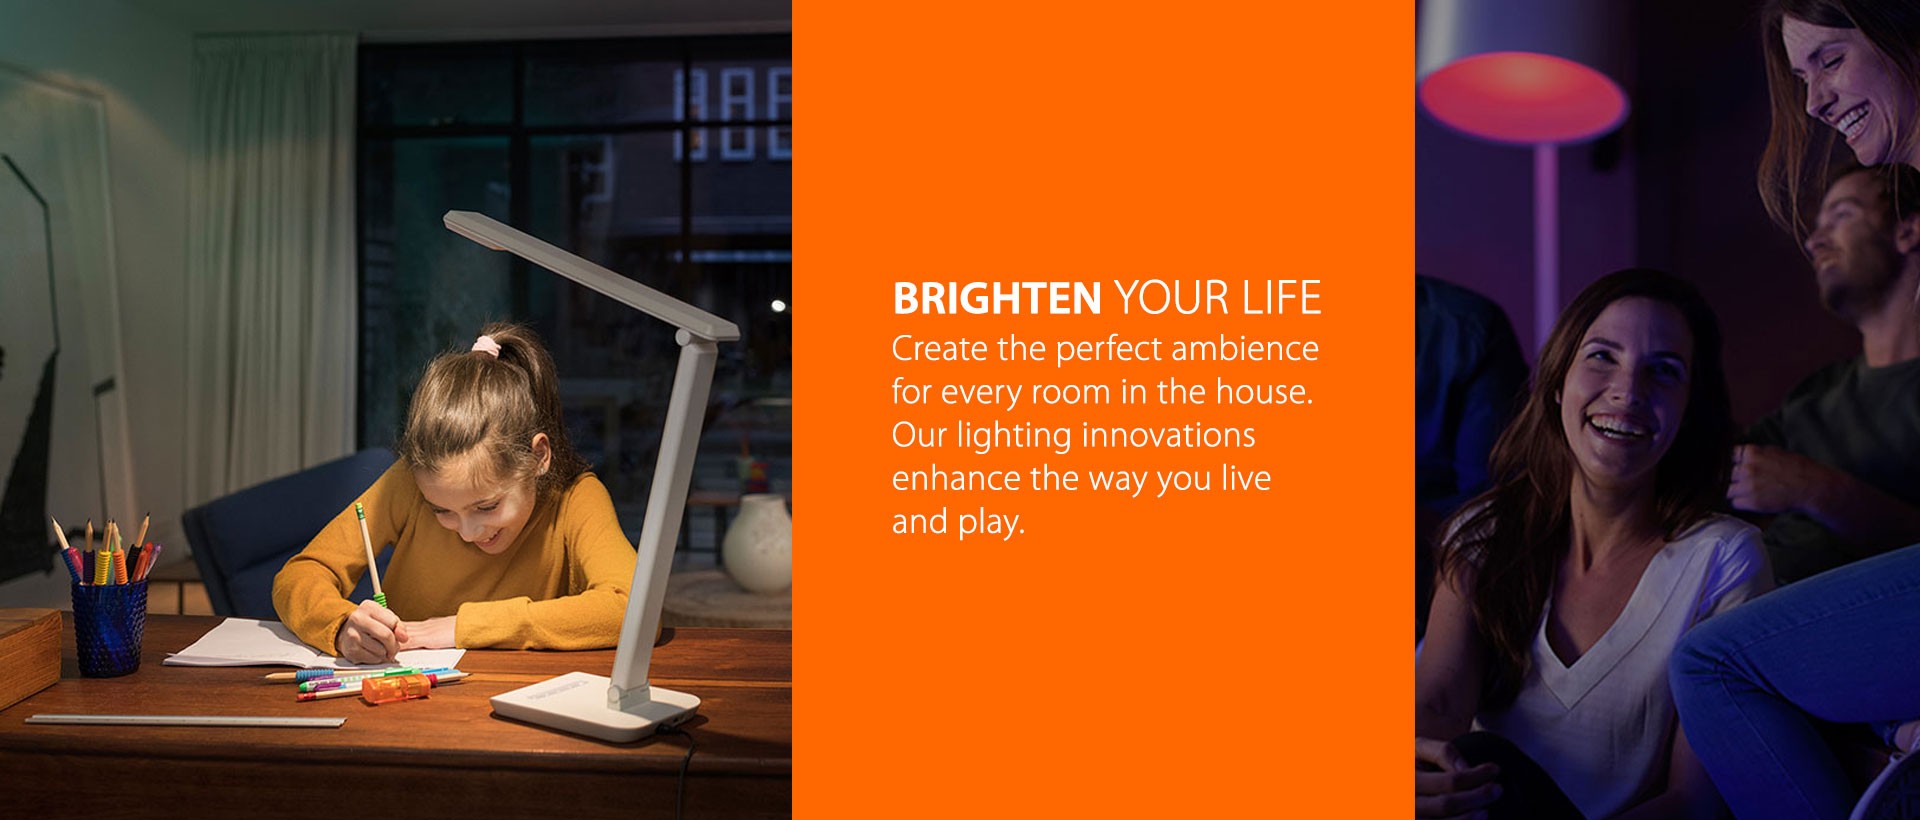 BRIGHTEN YOUR LIFE
Create the perfect ambience
for every room in the house.
Our lighting innovations
enhance the way you live
and play.